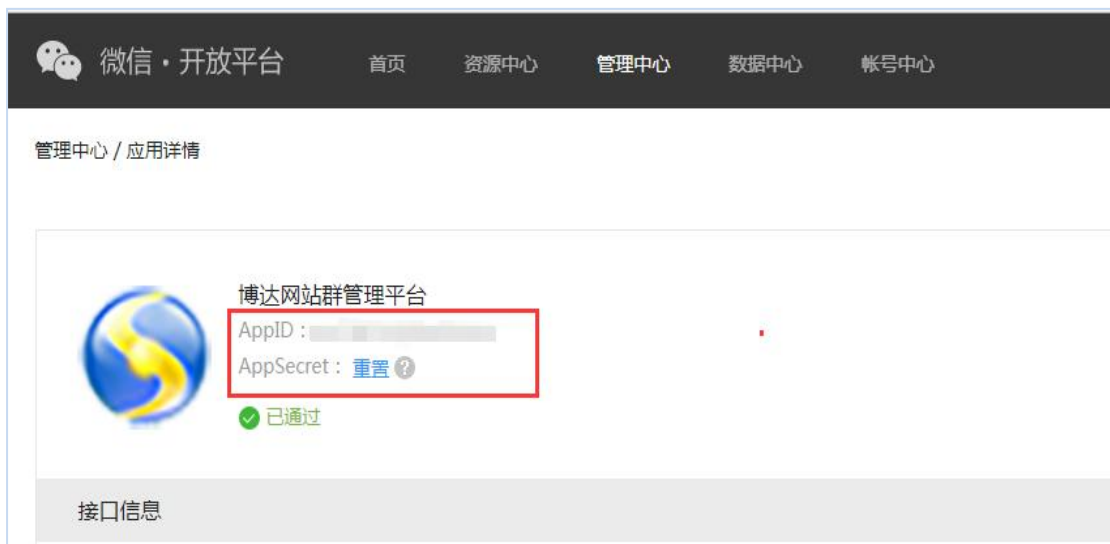 微信·开放平台 首页 资源中心 管理中心 数据中心 帐号中心
管理中心 / 应用详情
博达网站群管理平台
AppID :
AppSecret : 重置 ?
已通过
接口信息